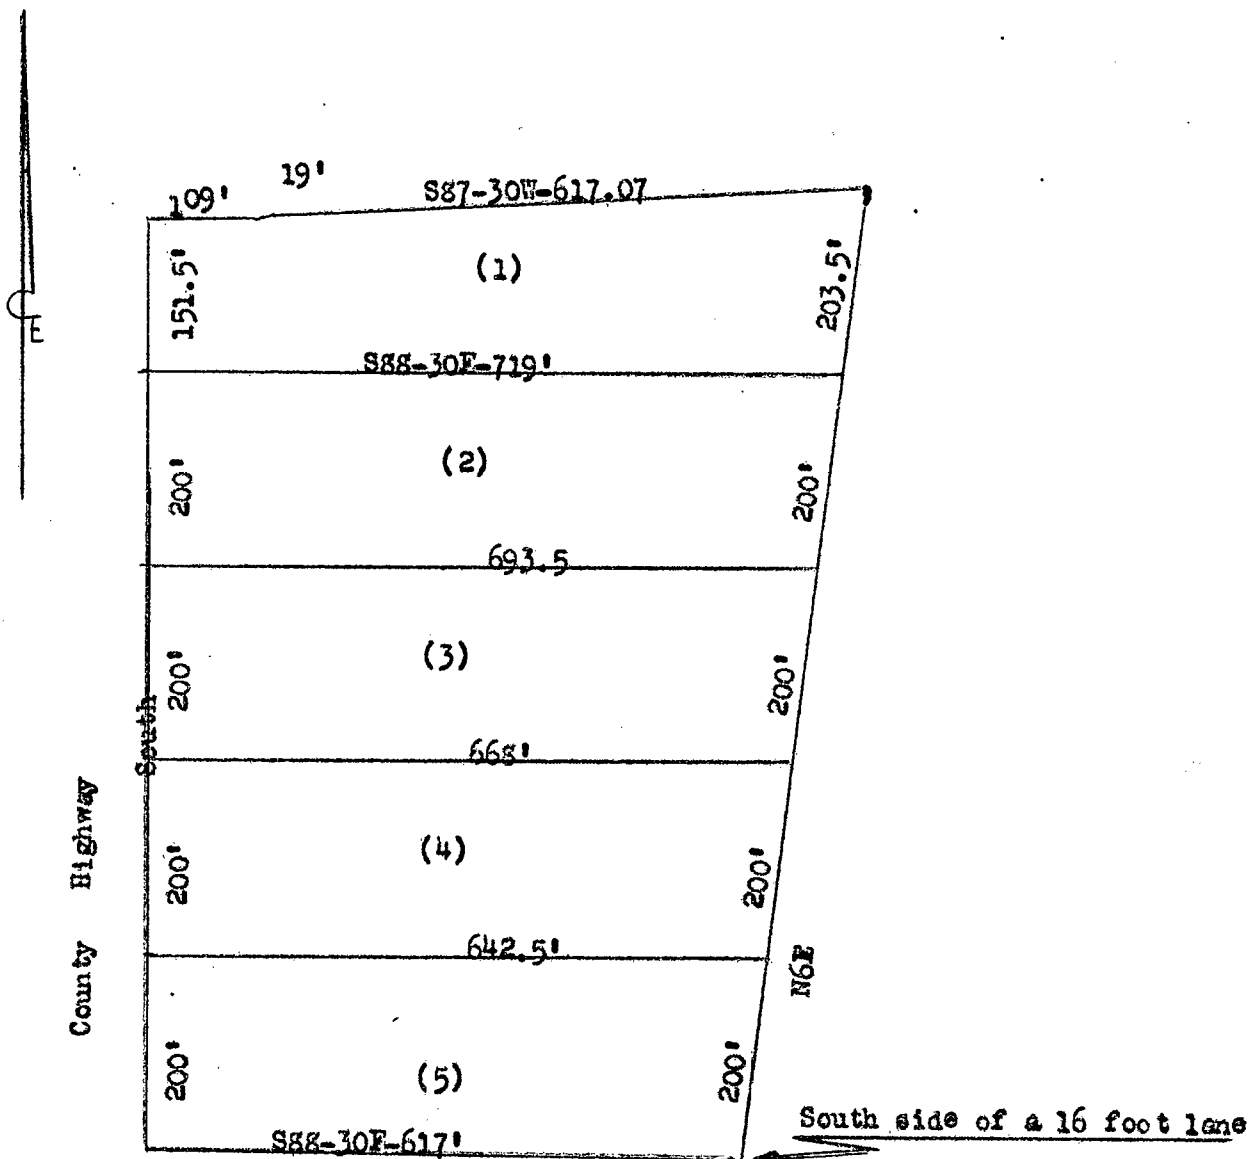 19'
109'
S87-30W-617.07
151.5'
(1)
203.5'
E
S88-30E-719'
200'
(2)
200'
693.5
200'
(3)
200'
South
668'
County Highway
200'
(4)
200'
642.5'
N6E
200'
(5)
200'
South side of a 16 foot lane
S88-30E-617'